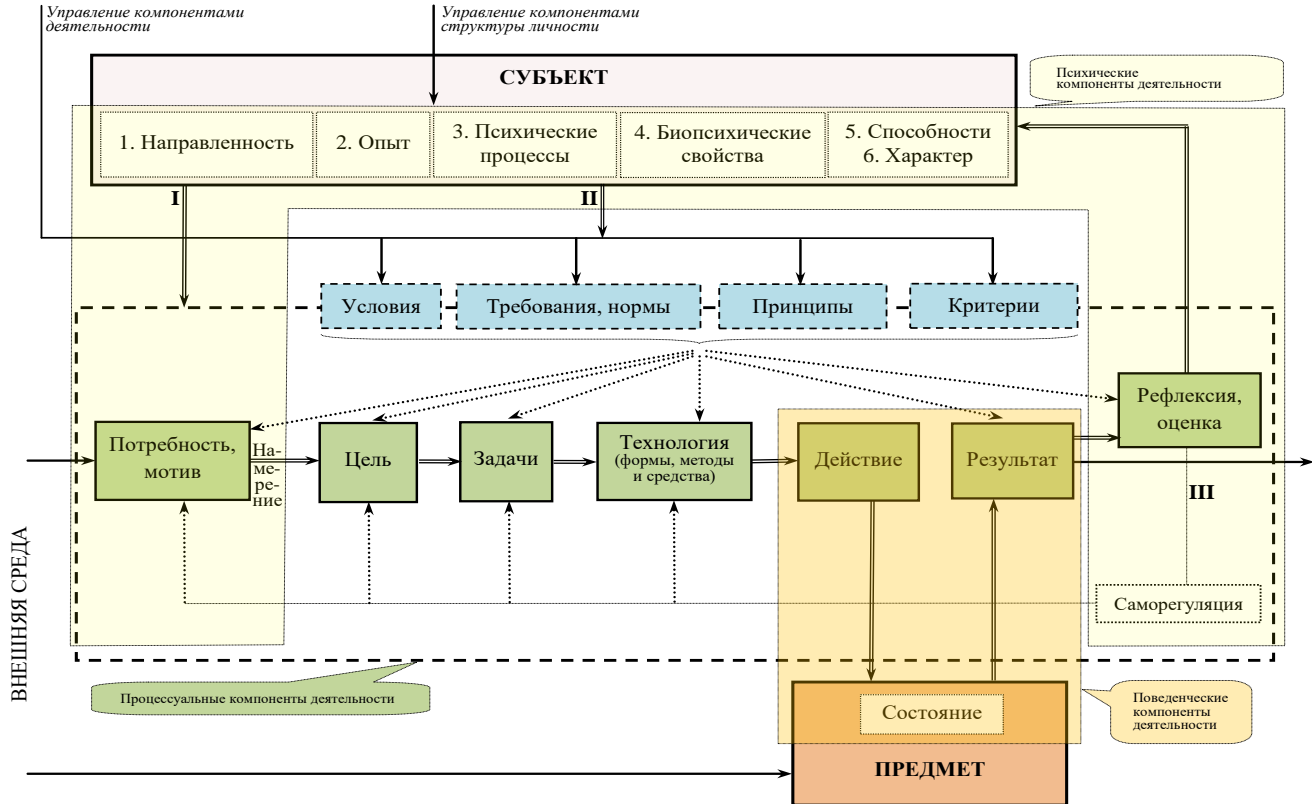 Управление компонентами
деятельности
Управление компонентами
структуры личности
СУБЪЕКТ
Психические
компоненты деятельности
1. Направленность
2. Опыт
3. Психические
процессы
4. Биопсихические
свойства
5. Способности
6. Характер
I
II
Условия
Требования, нормы
Принципы
Критерии
Потребность,
мотив
На-
ме-
ре-
ние
Цель
Задачи
Технология
(формы, методы
и средства)
Действие
Результат
Рефлексия,
оценка
III
Саморегуляция
ВНЕШНЯЯ СРЕДА
Процессуальные компоненты деятельности
Состояние
ПРЕДМЕТ
Поведенческие
компоненты
деятельности